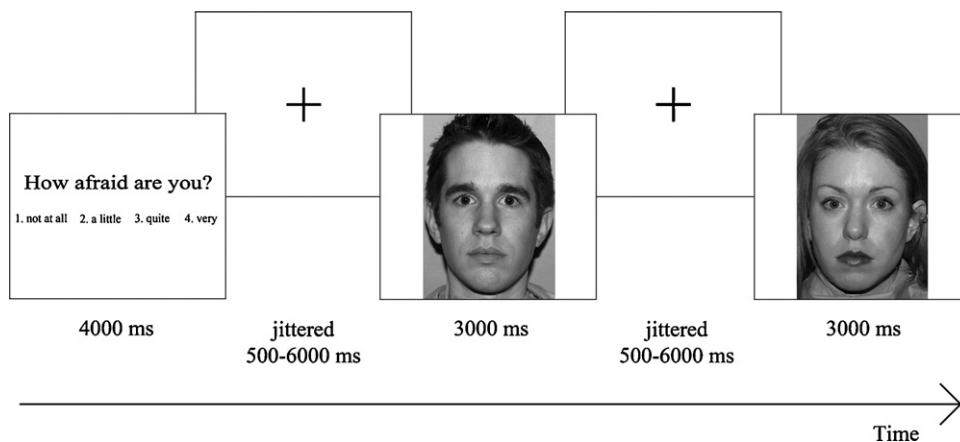 How afraid are you?
1. not at all 2. a little 3. quite 4. very
4000 ms
jittered
500-6000 ms
3000 ms
jittered
500-6000 ms
3000 ms
Time